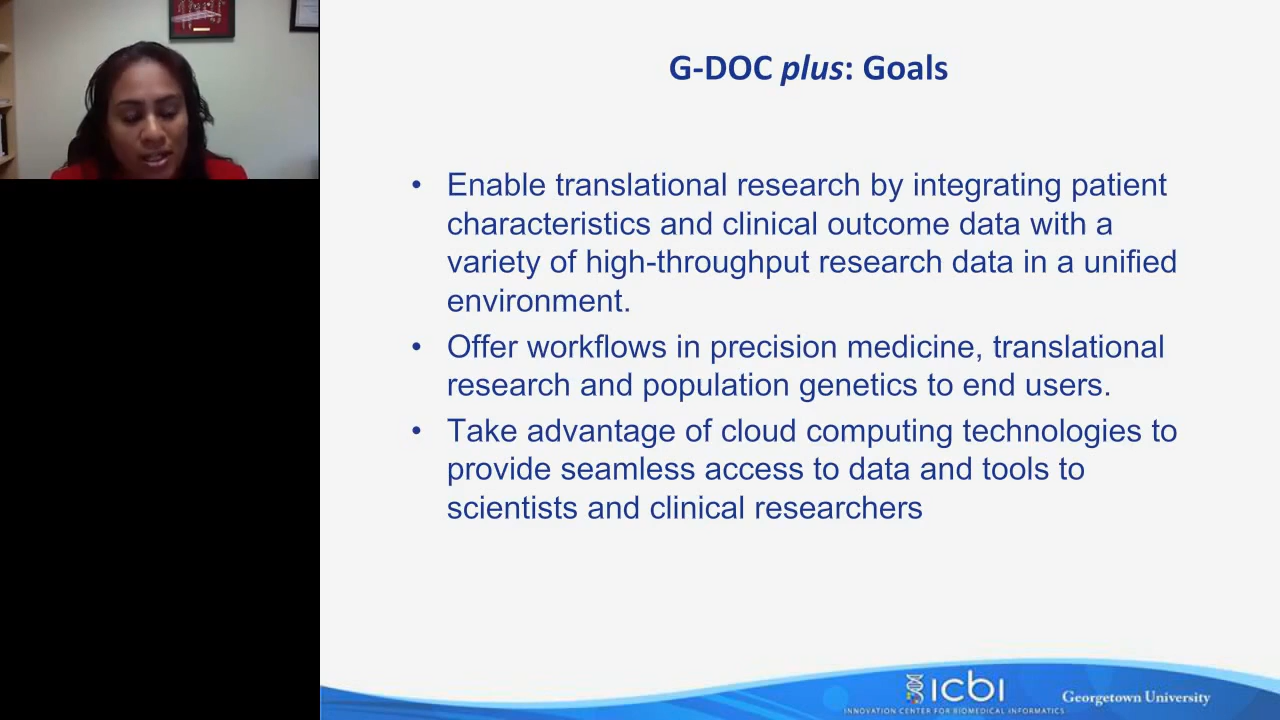 G-DOC plus: Goals
• Enable translational research by integrating patient
characteristics and clinical outcome data with a
variety of high-throughput research data in a unified
environment.
• Offer workflows in precision medicine, translational
research and population genetics to end users.
• Take advantage of cloud computing technologies to
provide seamless access to data and tools to
scientists and clinical researchers
icbi
INNOVATION CENTER FOR BIOMEDICAL INFORMATICS
Georgetown University